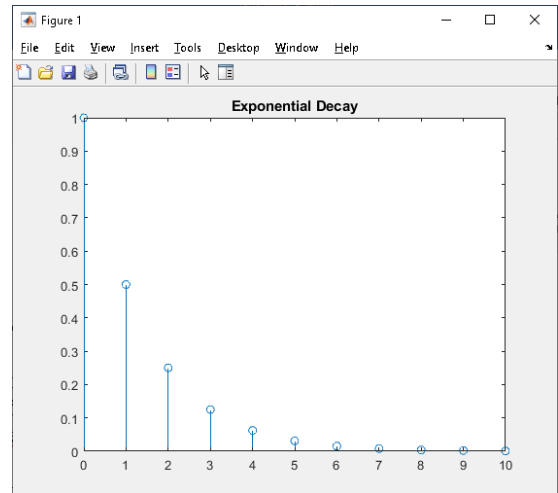 Figure 1
File Edit View Insert Tools Desktop Window Help
Exponential Decay
1
0.9
0.8
0.7
0.6
0.5
0.4
0.3
0.2
0.1
0
0 1 2 3 4 5 6 7 8 9 10